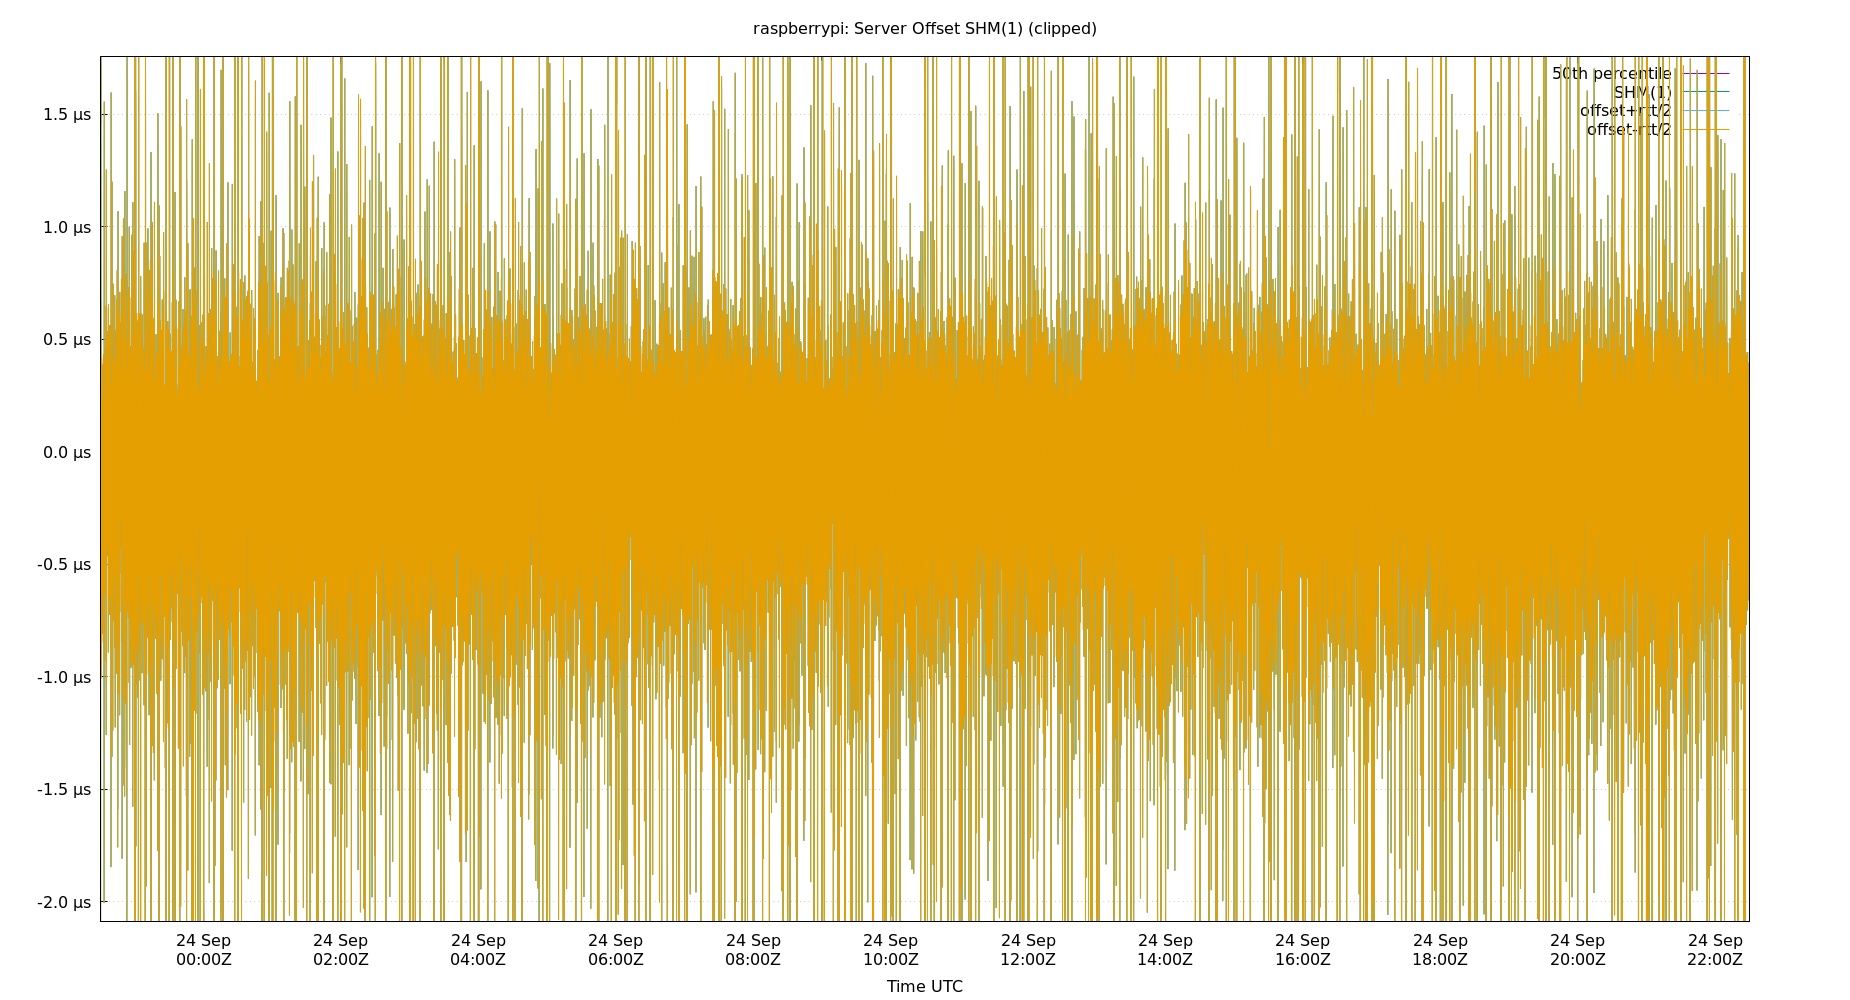 raspberrypi: Server Offset SHM(1) (clipped)
50th percentile
SHM(1)
offset+rtt/2
offset-rtt/2
1.5 µs
1.0 µs
0.5 µs
0.0 µs
-0.5 µs
-1.0 µs
-1.5 µs
-2.0 µs
24 Sep 24 Sep 24 Sep 24 Sep 24 Sep 24 Sep 24 Sep 24 Sep 24 Sep 24 Sep 24 Sep 24 Sep
00:00Z 02:00Z 04:00Z 06:00Z 08:00Z 10:00Z 12:00Z 14:00Z 16:00Z 18:00Z 20:00Z 22:00Z
Time UTC